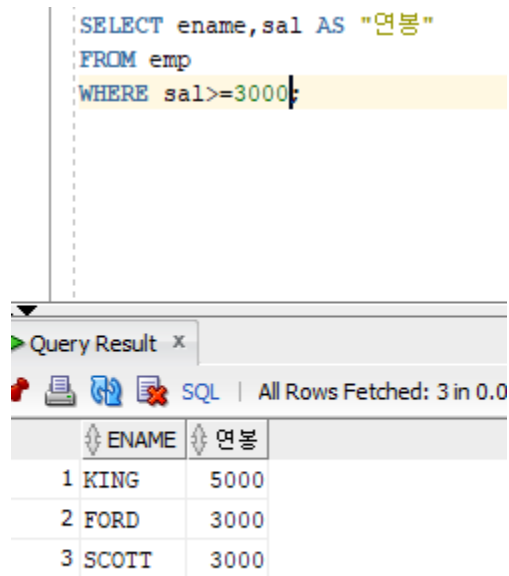 SELECT ename,sal AS "연봉"
FROM emp
WHERE sal>=3000;
Query Result x
SQL | All Rows Fetched: 3 in 0.0
ENAME 연봉
1 KING 5000
2 FORD 3000
3 SCOTT 3000